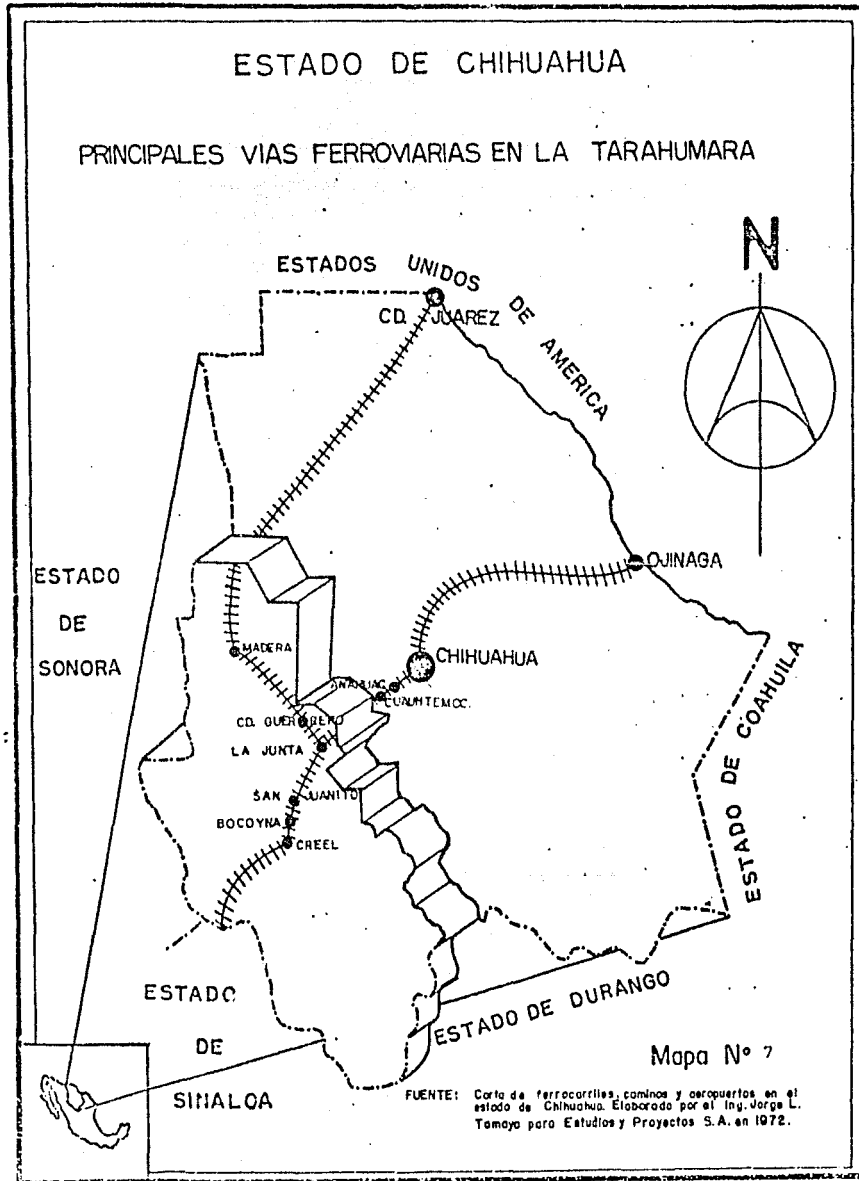 ESTADO DE CHIHUAHUA
PRINCIPALES VIAS FERROVIARIAS EN LA TARAHUMARA
N
ESTADOS UNIDOS DE AMERICA
CD. JUAREZ
OJINAGA
ESTADO
DE
SONORA
MADERA
CHIHUAHUA
ANAHUAC
CUAUHTEMOC.
CD. GUERRERO
LA JUNTA
SAN JUANITO
BOCOYNA
CREEL
ESTADO DE COAHUILA
ESTADO
DE
SINALOA
ESTADO DE DURANGO
Mapa Nº 7
FUENTE: Carta de ferrocarriles, caminos y aeropuertos en el
estado de Chihuahua. Elaborado por el Ing. Jorge L.
Tamayo para Estudios y Proyectos S.A. en 1972.